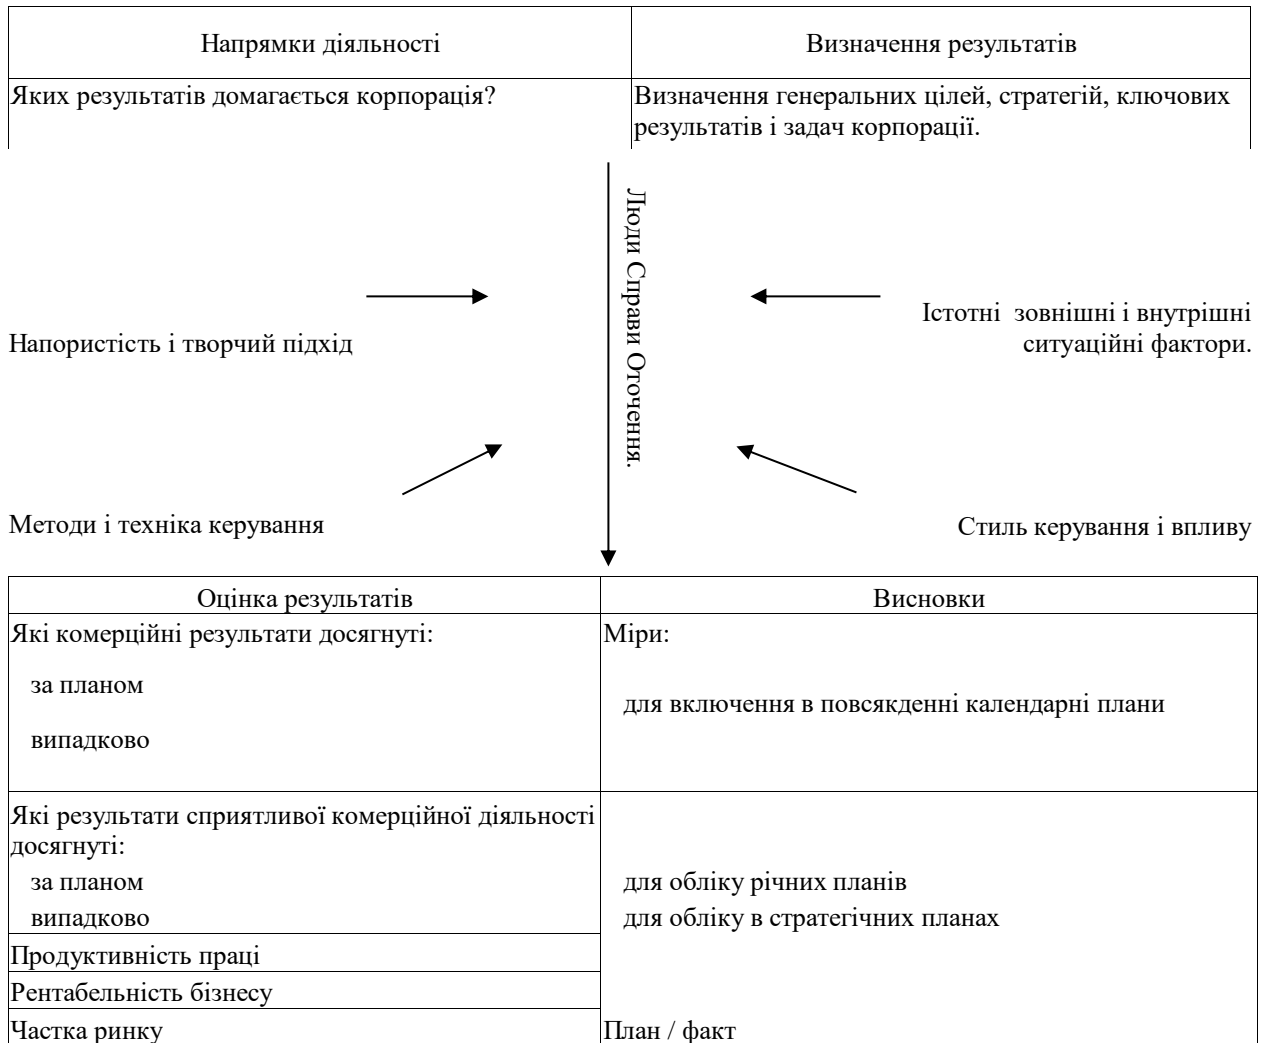 Напрямки діяльності
Визначення результатів
Яких результатів домагається корпорація?
Визначення генеральних цілей, стратегій, ключових
результатів і задач корпорації.
Люди Справи Оточення.
Напористість і творчий підхід
Істотні зовнішні і внутрішні
ситуаційні фактори.
Методи і техніка керування
Стиль керування і впливу
Оцінка результатів
Висновки
Які комерційні результати досягнуті:
за планом
випадково
Міри:
для включення в повсякденні календарні плани
Які результати сприятливої комерційної діяльності
досягнуті:
за планом
випадково
для обліку річних планів
для обліку в стратегічних планах
Продуктивність праці
Рентабельність бізнесу
Частка ринку
План / факт